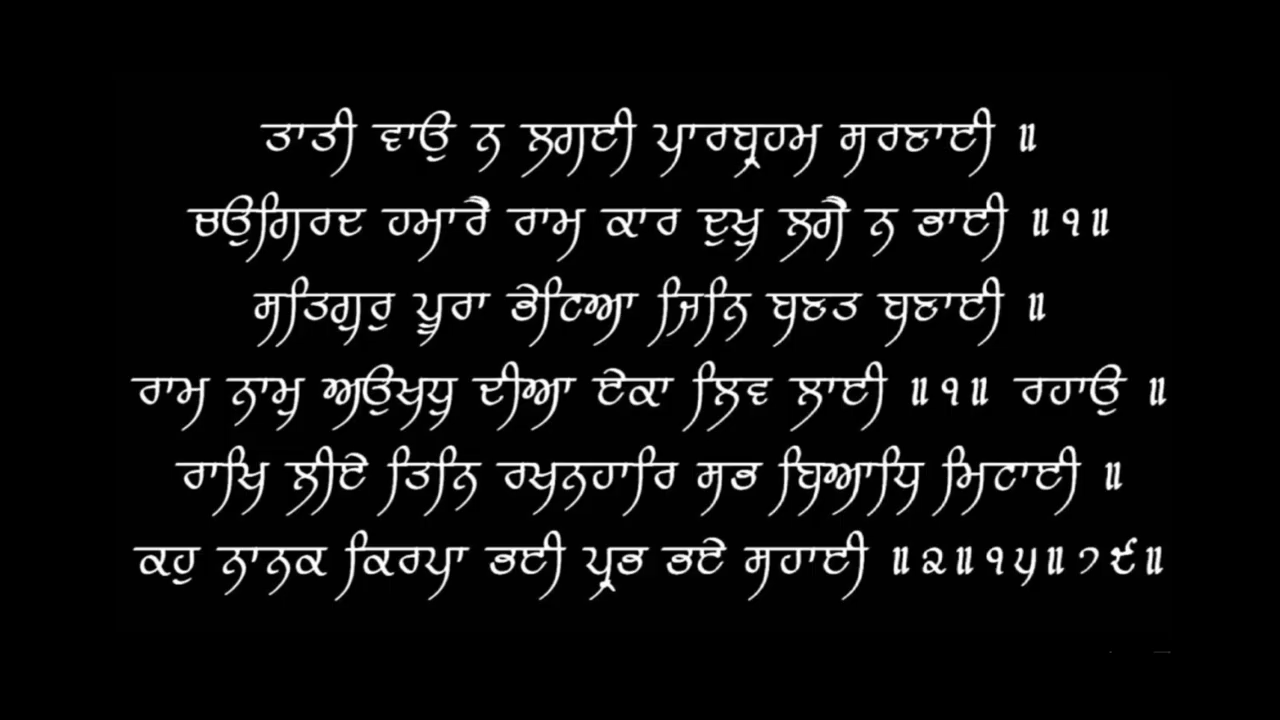 ਤਾਤੀ ਵਾਉ ਨ ਲਗਈ ਪਾਰਬ੍ਰਹਮ ਸਰਣਾਈ ॥
ਚਉਗਿਰਦ ਹਮਾਰੈ ਰਾਮ ਕਾਰ ਦੁਖੁ ਲਗੈ ਨ ਭਾਈ ॥੧॥
ਸਤਿਗੁਰੁ ਪੂਰਾ ਭੇਟਿਆ ਜਿਨਿ ਬਣਤ ਬਣਾਈ ॥
ਰਾਮ ਨਾਮੁ ਅਉਖਧੁ ਦੀਆ ਏਕਾ ਲਿਵ ਲਾਈ ॥੧॥ ਰਹਾਉ ॥
ਰਾਖਿ ਲੀਏ ਤਿਨਿ ਰਖਨਹਾਰਿ ਸਭ ਬਿਆਧਿ ਮਿਟਾਈ ॥
ਕਹੁ ਨਾਨਕ ਕਿਰਪਾ ਭਈ ਪ੍ਰਭ ਭਏ ਸਹਾਈ ॥੨॥੧੫॥੭੯॥